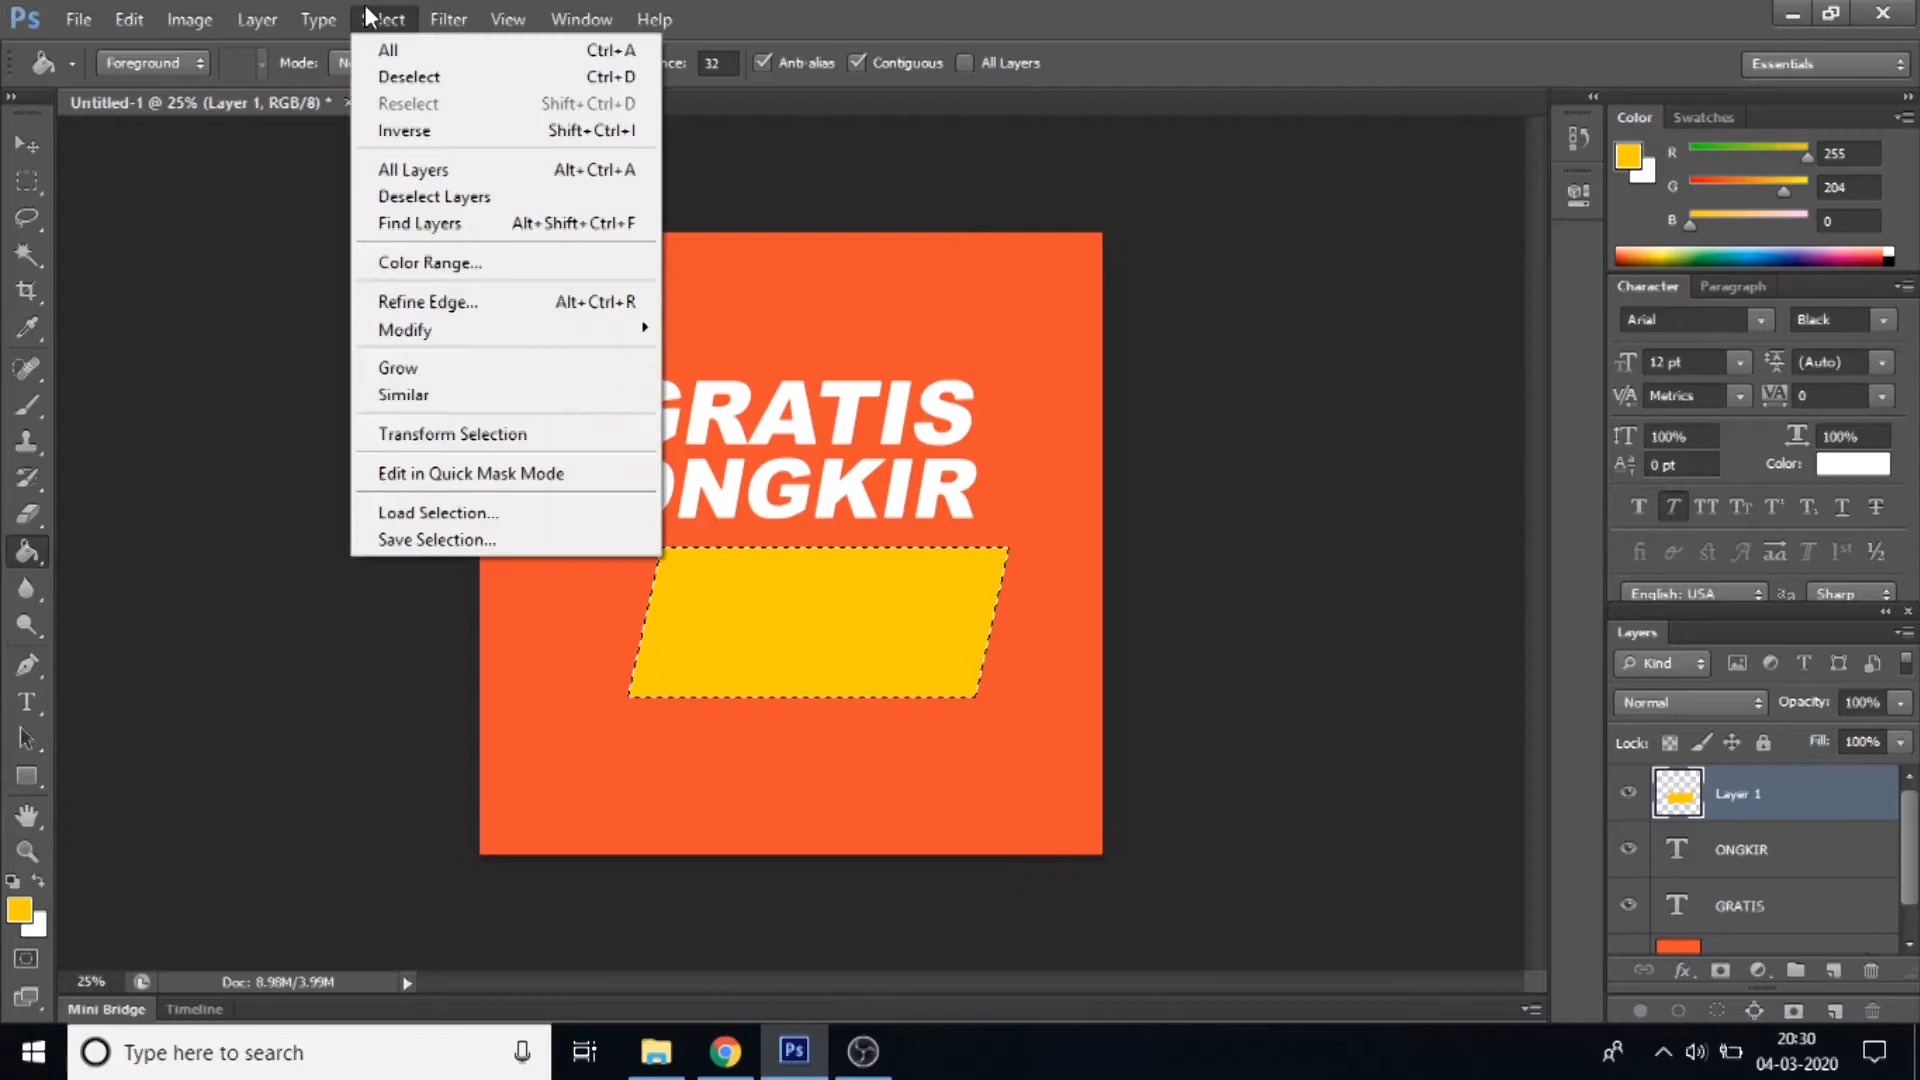 Ps File Edit Image Layer Type Select Filter View Window Help
Foreground Mode: 32 Anti-alias Contiguous All Layers Essentials
Untitled-1 @ 25% (Layer 1, RGB/8) *
All Ctrl+A
Deselect Ctrl+D
Reselect Shift+Ctrl+D
Inverse Shift+Ctrl+I
All Layers Alt+Ctrl+A
Deselect Layers
Find Layers Alt+Shift+Ctrl+F
Color Range...
Refine Edge... Alt+Ctrl+R
Modify
Grow
Similar
Transform Selection
Edit in Quick Mask Mode
Load Selection...
Save Selection...
GRATIS
ONGKIR
Color Swatches
R 255
G 204
B 0
Character Paragraph
Arial Black
12 pt (Auto)
Metrics 0
100% 100%
0 pt Color:
English: USA Sharp
Layers
Kind
Normal Opacity: 100%
Lock: Fill: 100%
Layer 1
ONGKIR
GRATIS
25% Doc: 8.98M/3.99M
Mini Bridge Timeline
Type here to search
Ps
20:30
04-03-2020